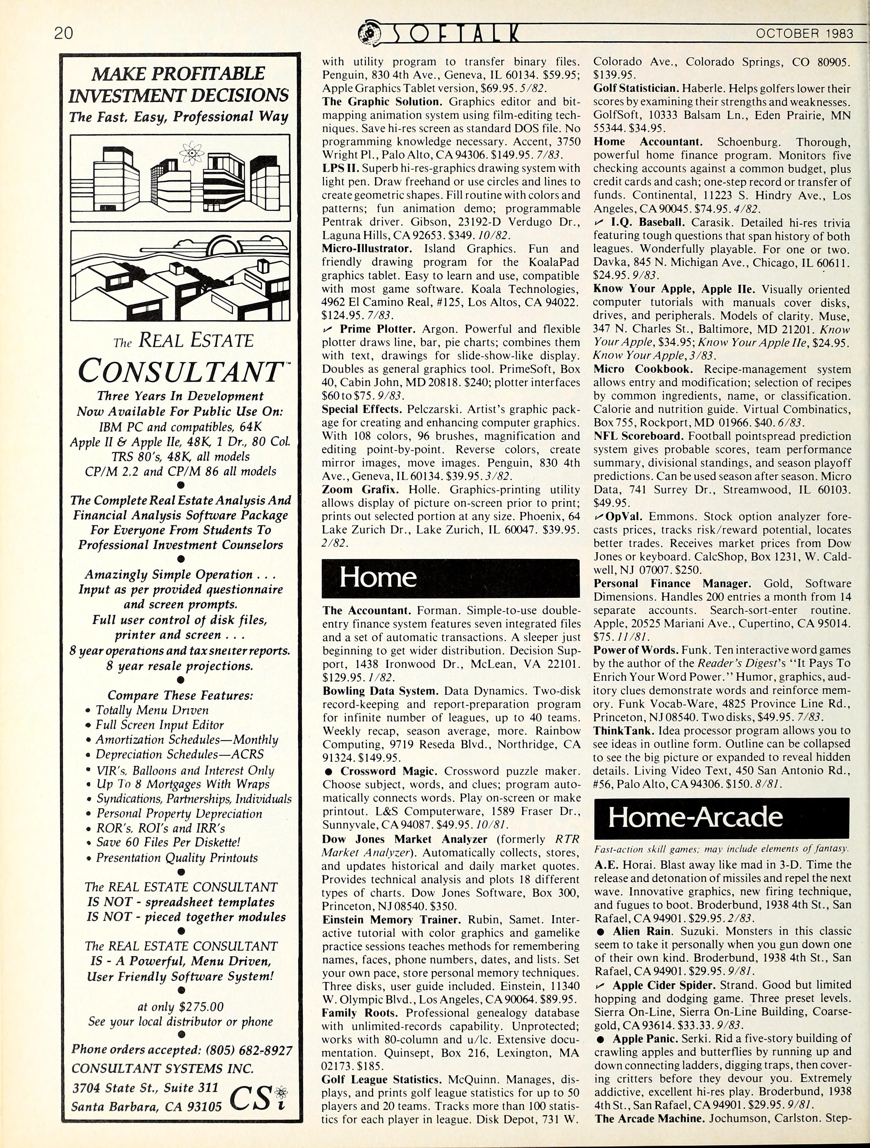 20
SOFTALK
OCTOBER 1983
MAKE PROFITABLE
INVESTMENT DECISIONS
The Fast, Easy, Professional Way
The REAL ESTATE
CONSULTANT™
Three Years In Development
Now Available For Public Use On:
IBM PC and compatibles, 64K
Apple II & Apple IIe, 48K, 1 Dr., 80 Col.
TRS 80's, 48K, all models
CP/M 2.2 and CP/M 86 all models
●
The Complete Real Estate Analysis And
Financial Analysis Software Package
For Everyone From Students To
Professional Investment Counselors
●
Amazingly Simple Operation . . .
Input as per provided questionnaire
and screen prompts.
Full user control of disk files,
printer and screen . . .
8 year operations and tax sheiter reports.
8 year resale projections.
●
Compare These Features:
• Totally Menu Driven
• Full Screen Input Editor
• Amortization Schedules—Monthly
• Depreciation Schedules—ACRS
• VIR's, Balloons and Interest Only
• Up To 8 Mortgages With Wraps
• Syndications, Partnerships, Individuals
• Personal Property Depreciation
• ROR's, ROI's and IRR's
• Save 60 Files Per Diskette!
• Presentation Quality Printouts
●
The REAL ESTATE CONSULTANT
IS NOT - spreadsheet templates
IS NOT - pieced together modules
●
The REAL ESTATE CONSULTANT
IS - A Powerful, Menu Driven,
User Friendly Software System!
●
at only $275.00
See your local distributor or phone
●
Phone orders accepted: (805) 682-8927
CONSULTANT SYSTEMS INC.
3704 State St., Suite 311
Santa Barbara, CA 93105
CSi
with utility program to transfer binary files.
Penguin, 830 4th Ave., Geneva, IL 60134. $59.95;
Apple Graphics Tablet version, $69.95. 5/82.
The Graphic Solution. Graphics editor and bit-
mapping animation system using film-editing tech-
niques. Save hi-res screen as standard DOS file. No
programming knowledge necessary. Accent, 3750
Wright Pl., Palo Alto, CA 94306. $149.95. 7/83.
LPS II. Superb hi-res-graphics drawing system with
light pen. Draw freehand or use circles and lines to
create geometric shapes. Fill routine with colors and
patterns; fun animation demo; programmable
Pentrak driver. Gibson, 23192-D Verdugo Dr.,
Laguna Hills, CA 92653. $349. 10/82.
Micro-Illustrator. Island Graphics. Fun and
friendly drawing program for the KoalaPad
graphics tablet. Easy to learn and use, compatible
with most game software. Koala Technologies,
4962 El Camino Real, #125, Los Altos, CA 94022.
$124.95. 7/83.
✓ Prime Plotter. Argon. Powerful and flexible
plotter draws line, bar, pie charts; combines them
with text, drawings for slide-show-like display.
Doubles as general graphics tool. PrimeSoft, Box
40, Cabin John, MD 20818. $240; plotter interfaces
$60 to $75. 9/83.
Special Effects. Pelczarski. Artist's graphic pack-
age for creating and enhancing computer graphics.
With 108 colors, 96 brushes, magnification and
editing point-by-point. Reverse colors, create
mirror images, move images. Penguin, 830 4th
Ave., Geneva, IL 60134. $39.95. 3/82.
Zoom Grafix. Holle. Graphics-printing utility
allows display of picture on-screen prior to print;
prints out selected portion at any size. Phoenix, 64
Lake Zurich Dr., Lake Zurich, IL 60047. $39.95.
2/82.
Home
The Accountant. Forman. Simple-to-use double-
entry finance system features seven integrated files
and a set of automatic transactions. A sleeper just
beginning to get wider distribution. Decision Sup-
port, 1438 Ironwood Dr., McLean, VA 22101.
$129.95. 1/82.
Bowling Data System. Data Dynamics. Two-disk
record-keeping and report-preparation program
for infinite number of leagues, up to 40 teams.
Weekly recap, season average, more. Rainbow
Computing, 9719 Reseda Blvd., Northridge, CA
91324. $149.95.
● Crossword Magic. Crossword puzzle maker.
Choose subject, words, and clues; program auto-
matically connects words. Play on-screen or make
printout. L&S Computerware, 1589 Fraser Dr.,
Sunnyvale, CA 94087. $49.95. 10/81.
Dow Jones Market Analyzer (formerly RTR
Market Analyzer). Automatically collects, stores,
and updates historical and daily market quotes.
Provides technical analysis and plots 18 different
types of charts. Dow Jones Software, Box 300,
Princeton, NJ 08540. $350.
Einstein Memory Trainer. Rubin, Samet. Inter-
active tutorial with color graphics and gamelike
practice sessions teaches methods for remembering
names, faces, phone numbers, dates, and lists. Set
your own pace, store personal memory techniques.
Three disks, user guide included. Einstein, 11340
W. Olympic Blvd., Los Angeles, CA 90064. $89.95.
Family Roots. Professional genealogy database
with unlimited-records capability. Unprotected;
works with 80-column and u/lc. Extensive docu-
mentation. Quinsept, Box 216, Lexington, MA
02173. $185.
Golf League Statistics. McQuinn. Manages, dis-
plays, and prints golf league statistics for up to 50
players and 20 teams. Tracks more than 100 statis-
tics for each player in league. Disk Depot, 731 W.
Colorado Ave., Colorado Springs, CO 80905.
$139.95.
Golf Statistician. Haberle. Helps golfers lower their
scores by examining their strengths and weaknesses.
GolfSoft, 10333 Balsam Ln., Eden Prairie, MN
55344. $34.95.
Home Accountant. Schoenburg. Thorough,
powerful home finance program. Monitors five
checking accounts against a common budget, plus
credit cards and cash; one-step record or transfer of
funds. Continental, 11223 S. Hindry Ave., Los
Angeles, CA 90045. $74.95. 4/82.
✓ I.Q. Baseball. Carasik. Detailed hi-res trivia
featuring tough questions that span history of both
leagues. Wonderfully playable. For one or two.
Davka, 845 N. Michigan Ave., Chicago, IL 60611.
$24.95. 9/83.
Know Your Apple, Apple IIe. Visually oriented
computer tutorials with manuals cover disks,
drives, and peripherals. Models of clarity. Muse,
347 N. Charles St., Baltimore, MD 21201. Know
Your Apple, $34.95; Know Your Apple IIe, $24.95.
Know Your Apple, 3/83.
Micro Cookbook. Recipe-management system
allows entry and modification; selection of recipes
by common ingredients, name, or classification.
Calorie and nutrition guide. Virtual Combinatics,
Box 755, Rockport, MD 01966. $40. 6/83.
NFL Scoreboard. Football pointspread prediction
system gives probable scores, team performance
summary, divisional standings, and season playoff
predictions. Can be used season after season. Micro
Data, 741 Surrey Dr., Streamwood, IL 60103.
$49.95.
✓ OpVal. Emmons. Stock option analyzer fore-
casts prices, tracks risk/reward potential, locates
better trades. Receives market prices from Dow
Jones or keyboard. CalcShop, Box 1231, W. Cald-
well, NJ 07007. $250.
Personal Finance Manager. Gold, Software
Dimensions. Handles 200 entries a month from 14
separate accounts. Search-sort-enter routine.
Apple, 20525 Mariani Ave., Cupertino, CA 95014.
$75. 11/81.
Power of Words. Funk. Ten interactive word games
by the author of the Reader's Digest's "It Pays To
Enrich Your Word Power." Humor, graphics, aud-
itory clues demonstrate words and reinforce mem-
ory. Funk Vocab-Ware, 4825 Province Line Rd.,
Princeton, NJ 08540. Two disks, $49.95. 7/83.
ThinkTank. Idea processor program allows you to
see ideas in outline form. Outline can be collapsed
to see the big picture or expanded to reveal hidden
details. Living Video Text, 450 San Antonio Rd.,
#56, Palo Alto, CA 94306. $150. 8/81.
Home-Arcade
Fast-action skill games; may include elements of fantasy.
A.E. Horai. Blast away like mad in 3-D. Time the
release and detonation of missiles and repel the next
wave. Innovative graphics, new firing technique,
and fugues to boot. Broderbund, 1938 4th St., San
Rafael, CA 94901. $29.95. 2/83.
● Alien Rain. Suzuki. Monsters in this classic
seem to take it personally when you gun down one
of their own kind. Broderbund, 1938 4th St., San
Rafael, CA 94901. $29.95. 9/81.
✓ Apple Cider Spider. Strand. Good but limited
hopping and dodging game. Three preset levels.
Sierra On-Line, Sierra On-Line Building, Coarse-
gold, CA 93614. $33.33. 9/83.
● Apple Panic. Serki. Rid a five-story building of
crawling apples and butterflies by running up and
down connecting ladders, digging traps, then cover-
ing critters before they devour you. Extremely
addictive, excellent hi-res play. Broderbund, 1938
4th St., San Rafael, CA 94901. $29.95. 9/81.
The Arcade Machine. Jochumson, Carlston. Step-